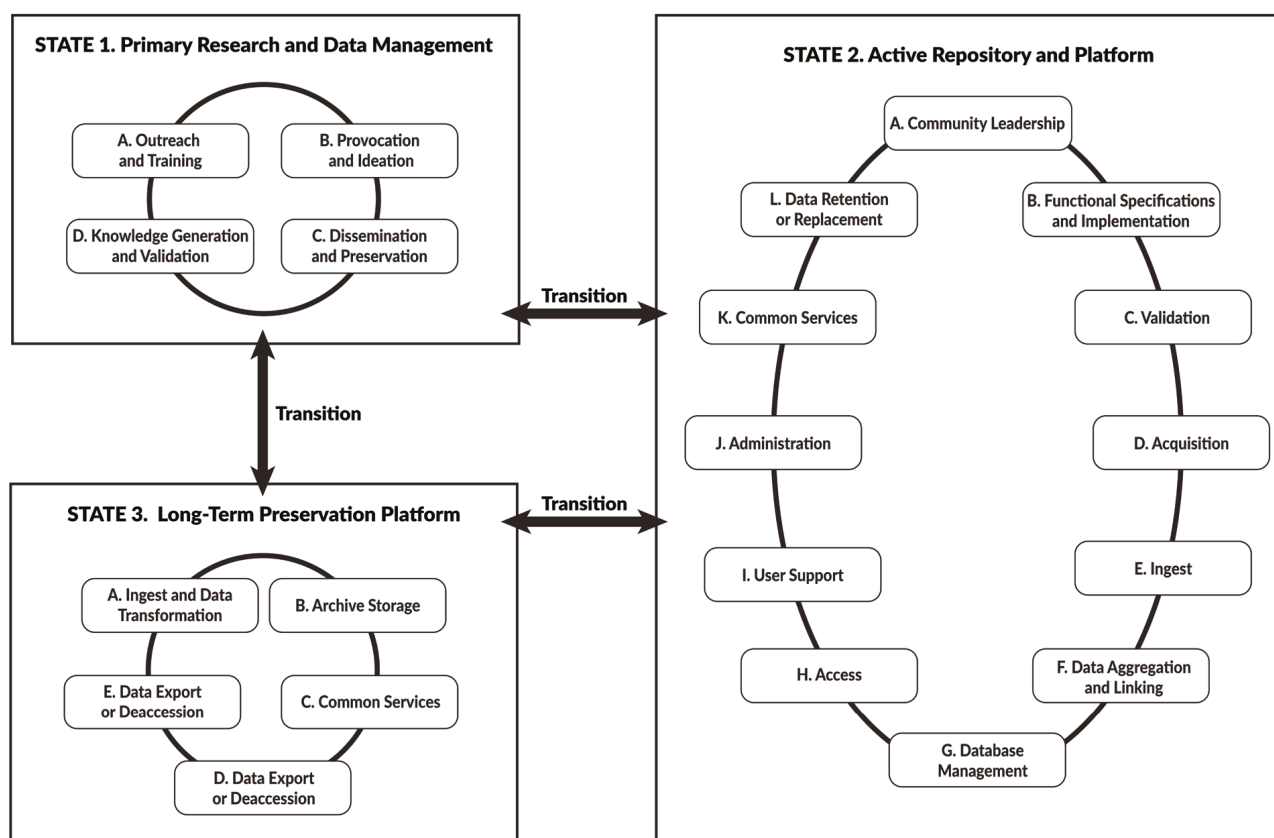 STATE 1. Primary Research and Data Management
A. Outreach
and Training
B. Provocation
and Ideation
D. Knowledge Generation
and Validation
C. Dissemination
and Preservation
Transition
Transition
STATE 3. Long-Term Preservation Platform
A. Ingest and Data
Transformation
B. Archive Storage
E. Data Export
or Deaccession
C. Common Services
D. Data Export
or Deaccession
Transition
STATE 2. Active Repository and Platform
A. Community Leadership
L. Data Retention
or Replacement
B. Functional Specifications
and Implementation
K. Common Services
C. Validation
J. Administration
D. Acquisition
I. User Support
E. Ingest
H. Access
F. Data Aggregation
and Linking
G. Database
Management